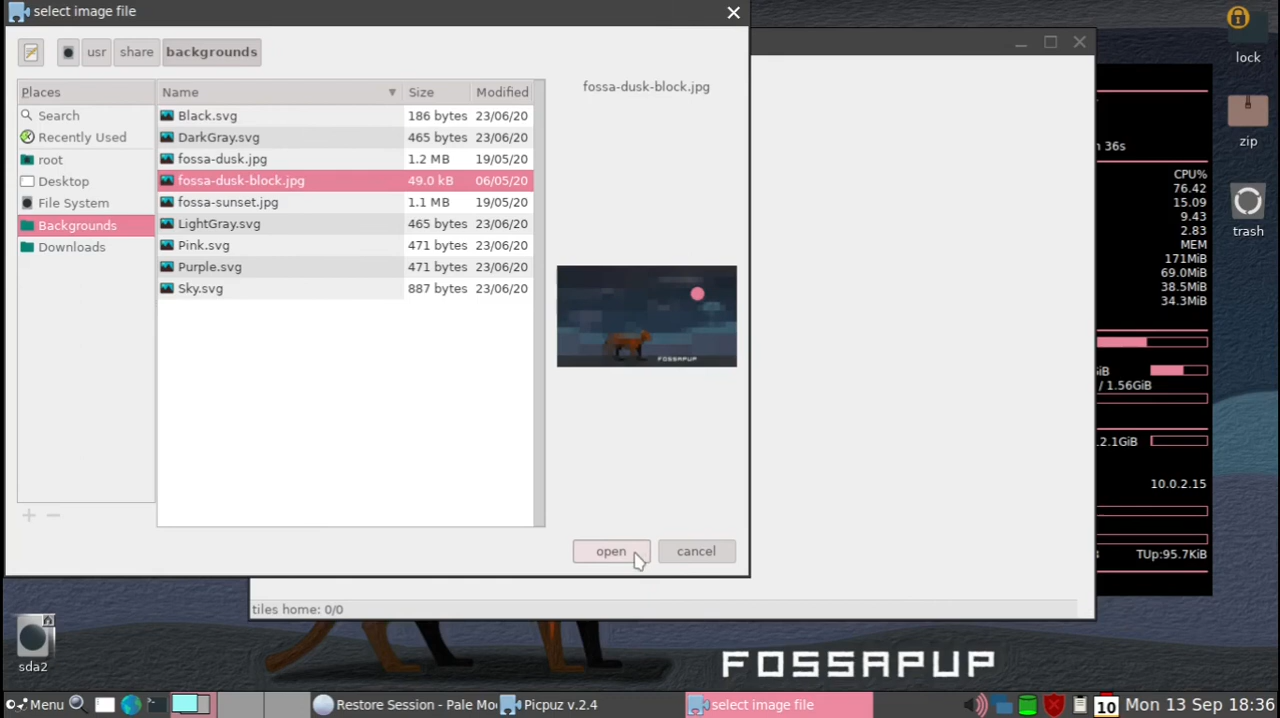 select image file
usr share backgrounds
Places
Search
Recently Used
root
Desktop
File System
Backgrounds
Downloads
Name Size Modified
Black.svg 186 bytes 23/06/20
DarkGray.svg 465 bytes 23/06/20
fossa-dusk.jpg 1.2 MB 19/05/20
fossa-dusk-block.jpg 49.0 kB 06/05/20
fossa-sunset.jpg 1.1 MB 19/05/20
LightGray.svg 465 bytes 23/06/20
Pink.svg 471 bytes 23/06/20
Purple.svg 471 bytes 23/06/20
Sky.svg 887 bytes 23/06/20
fossa-dusk-block.jpg
FOSSAPUP
open cancel
tiles home: 0/0
36s
CPU%
76.42
15.09
9.43
2.83
MEM
171MiB
69.0MiB
38.5MiB
34.3MiB
/ 1.56GiB
2.1GiB
10.0.2.15
TUp:95.7KiB
lock
zip
trash
sda2
FOSSAPUP
Menu Restore Session - Pale Moo Picpuz v.2.4 select image file 10 Mon 13 Sep 18:36